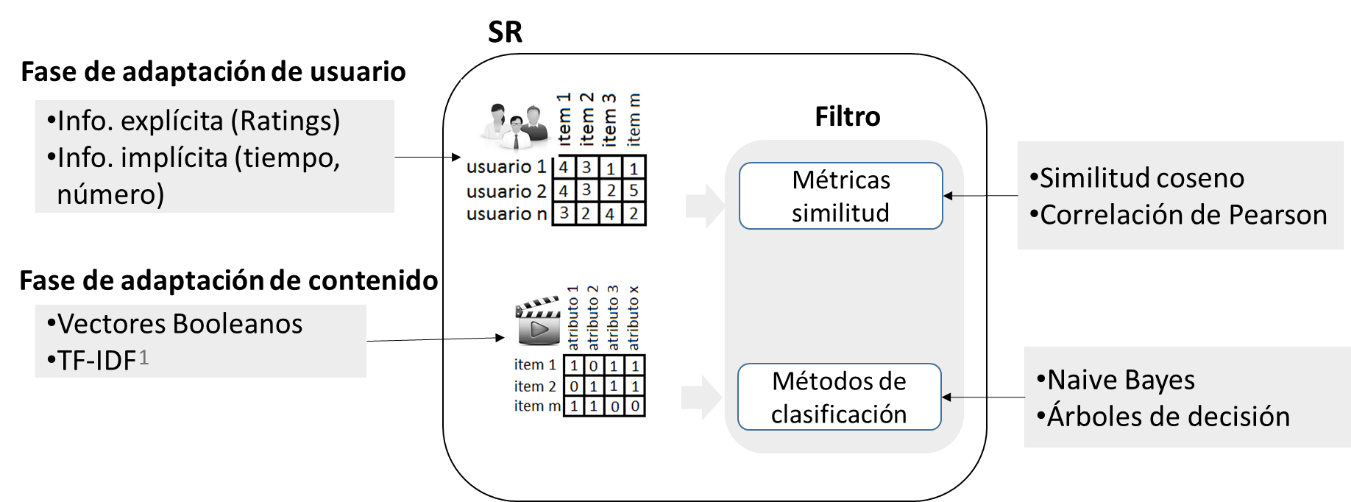 SR
Fase de adaptación de usuario
•Info. explícita (Ratings)
•Info. implícita (tiempo,
número)
item 1 item 2 item 3 item m
usuario 1 4 3 1 1
usuario 2 4 3 2 5
usuario n 3 2 4 2
Filtro
Métricas
similitud
•Similitud coseno
•Correlación de Pearson
Fase de adaptación de contenido
•Vectores Booleanos
•TF-IDF1
atributo 1 atributo 2 atributo 3 atributo x
item 1 1 0 1 1
item 2 0 1 1 1
item m 1 1 0 0
Métodos de
clasificación
•Naive Bayes
•Árboles de decisión